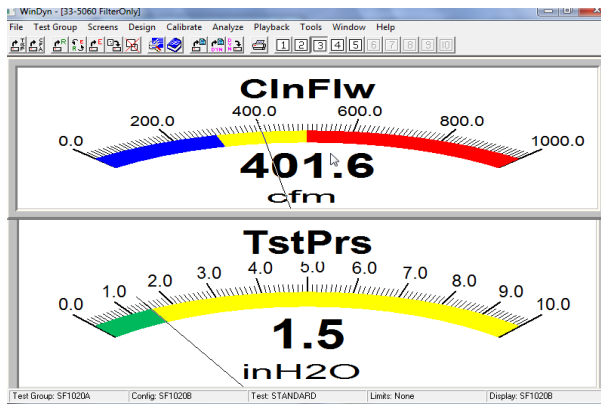 WinDyn - [33-5060 FilterOnly]
File Test Group Screens Design Calibrate Analyze Playback Tools Window Help
1 2 3 4 5 6 7 8 9 10
ClnFlw
0.0 200.0 400.0 600.0 800.0 1000.0
401.6
cfm
TstPrs
0.0 1.0 2.0 3.0 4.0 5.0 6.0 7.0 8.0 9.0 10.0
1.5
inH2O
Test Group: SF1020A Config: SF1020B Test: STANDARD Limits: None Display: SF1020B